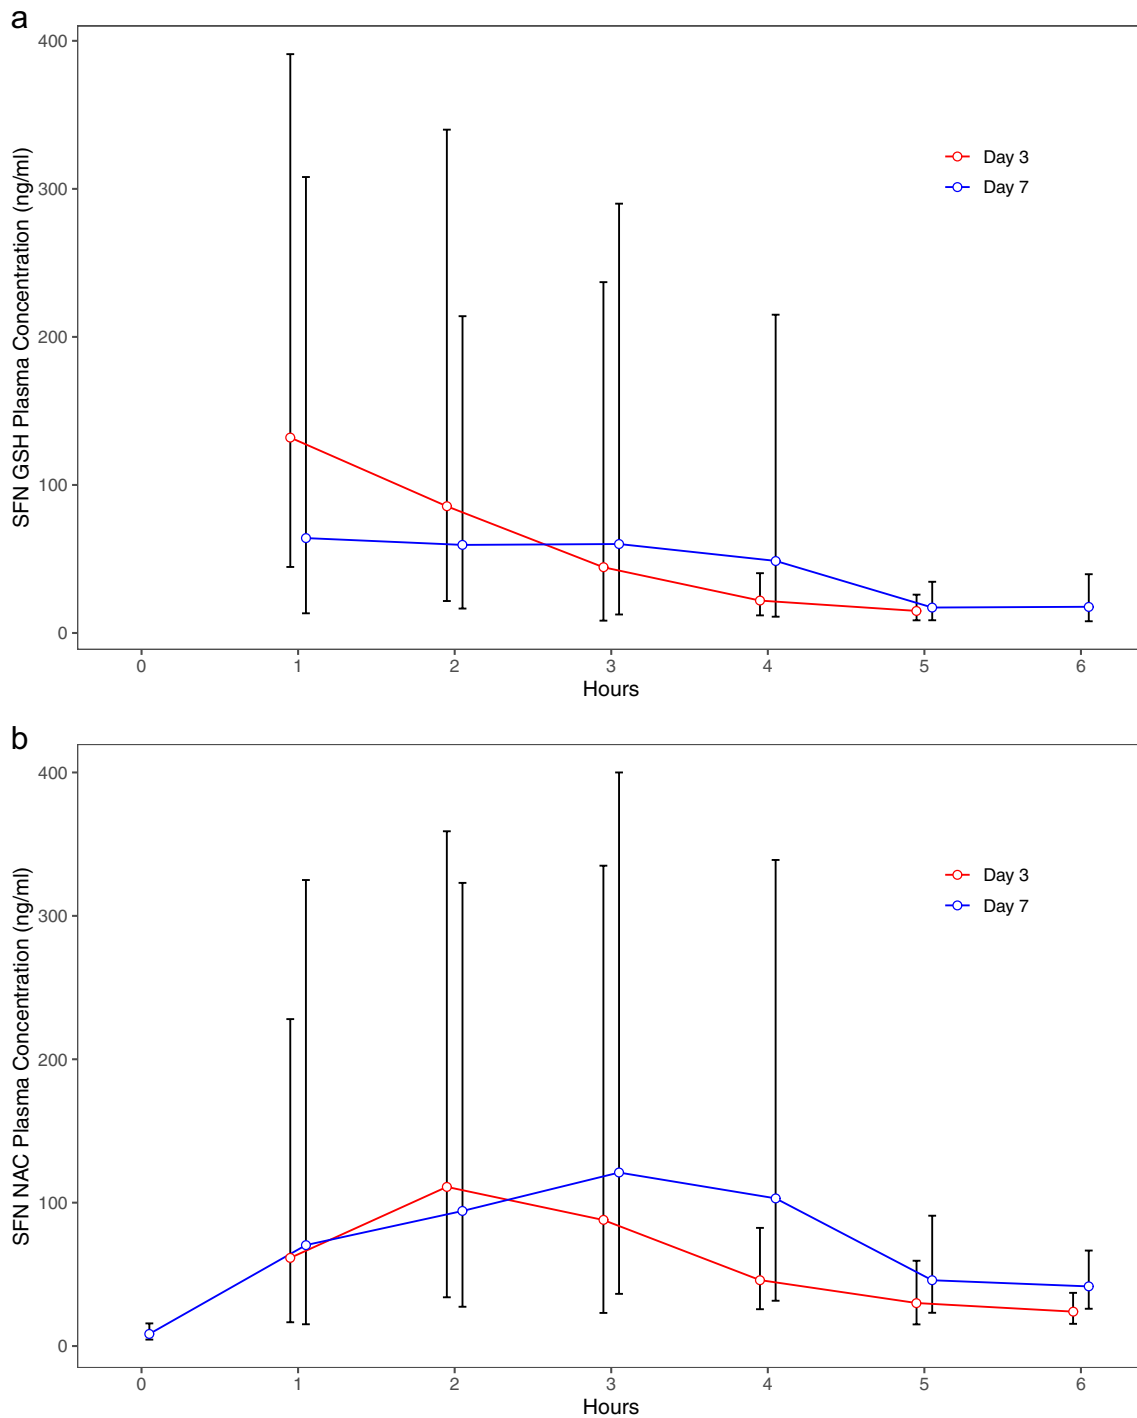 a
SFN GSH Plasma Concentration (ng/ml)
400
300
200
100
0
Day 3
Day 7
0 1 2 3 4 5 6
Hours
b
SFN NAC Plasma Concentration (ng/ml)
400
300
200
100
0
Day 3
Day 7
0 1 2 3 4 5 6
Hours